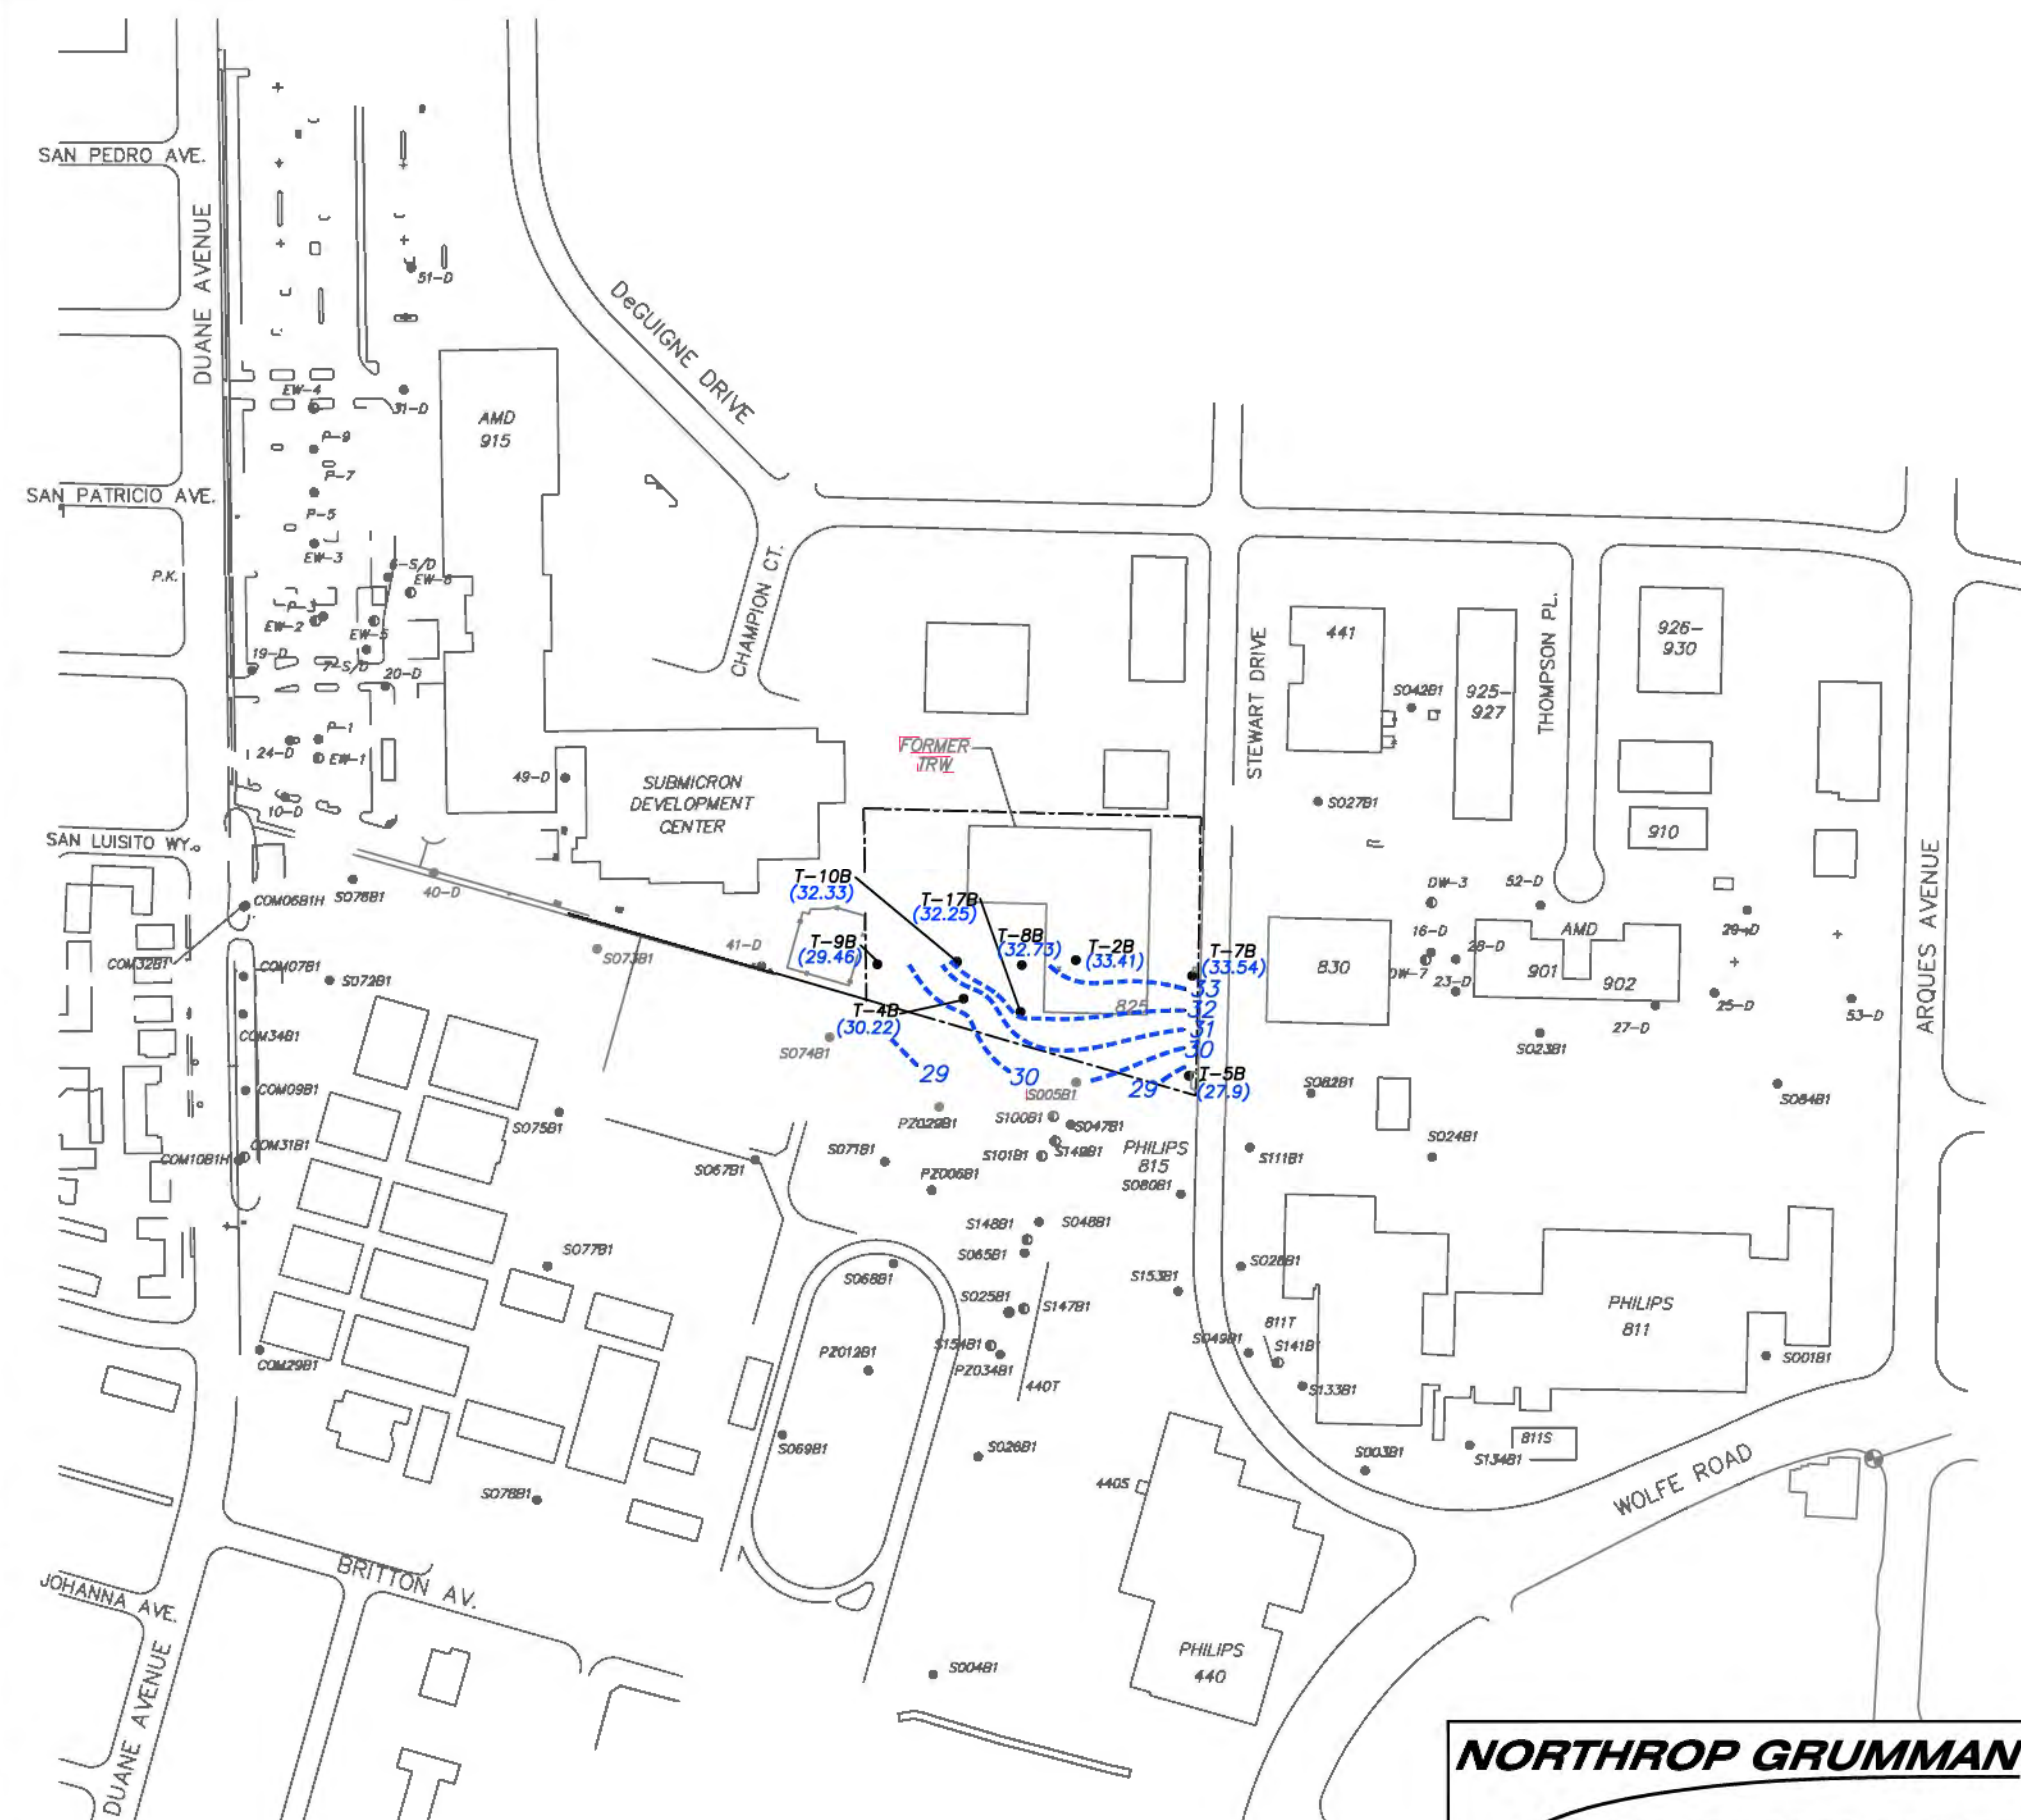 SAN PEDRO AVE.
DUANE AVENUE
51-D
DeGUIGNE DRIVE
EW-4
31-D
AMD
915
P-9
P-7
SAN PATRICIO AVE.
P-5
EW-3
P.K.
6-S/D
EW-6
EW-2
EW-5
19-D
7-S/D
20-D
CHAMPION CT.
P-1
24-D
EW-1
10-D
49-D
SUBMICRON
DEVELOPMENT
CENTER
FORMER
TRW
STEWART DRIVE
441
S042B1
925-
927
THOMPSON PL.
926-
930
S027B1
910
ARQUES AVENUE
SAN LUISITO WY.
COM06B1H
S076B1
40-D
COM32B1
COM07B1
S072B1
S073B1
41-D
T-10B
(32.33)
T-17B
(32.25)
T-9B
(29.46)
T-8B
(32.73)
T-2B
(33.41)
T-7B
(33.54)
T-4B
(30.22)
825
33
32
31
30
29
30
29
T-5B
(27.9)
830
DW-3
52-D
16-D
28-D
DW-7
23-D
AMD
901
902
27-D
29-D
25-D
53-D
S023B1
COM34B1
S074B1
COM09B1
S075B1
COM31B1
COM10B1H
S005B1
PZ029B1
S100B1
S047B1
S071B1
S101B1
S149B1
PHILIPS
815
S067B1
PZ006B1
S080B1
S082B1
S024B1
S111B1
S084B1
S148B1
S048B1
S065B1
S077B1
S068B1
S153B1
S028B1
S025B1
S147B1
S154B1
PZ034B1
PZ012B1
440T
S049B1
811T
S141B1
S133B1
PHILIPS
811
S001B1
COM29B1
S069B1
S026B1
S003B1
811S
S134B1
440S
WOLFE ROAD
S078B1
BRITTON AV.
JOHANNA AVE.
DUANE AVENUE
S004B1
PHILIPS
440
NORTHROP GRUMMAN